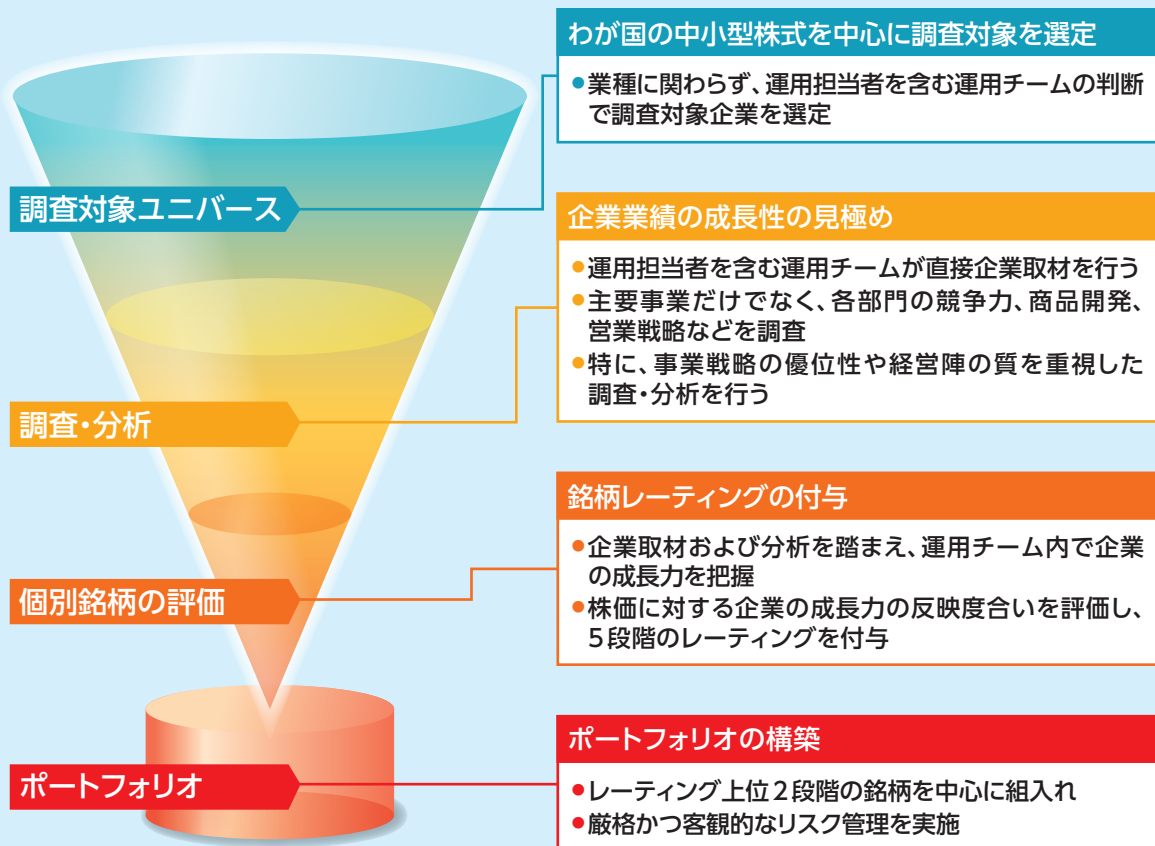 わが国の中小型株式を中心に調査対象を選定
●業種に関わらず、運用担当者を含む運用チームの判断
で調査対象企業を選定
調査対象ユニバース
企業業績の成長性の見極め
●運用担当者を含む運用チームが直接企業取材を行う
●主要事業だけでなく、各部門の競争力、商品開発、
営業戦略などを調査
●特に、事業戦略の優位性や経営陣の質を重視した
調査・分析を行う
調査・分析
銘柄レーティングの付与
●企業取材および分析を踏まえ、運用チーム内で企業
の成長力を把握
●株価に対する企業の成長力の反映度合いを評価し、
5段階のレーティングを付与
個別銘柄の評価
ポートフォリオの構築
●レーティング上位2段階の銘柄を中心に組入れ
●厳格かつ客観的なリスク管理を実施
ポートフォリオ